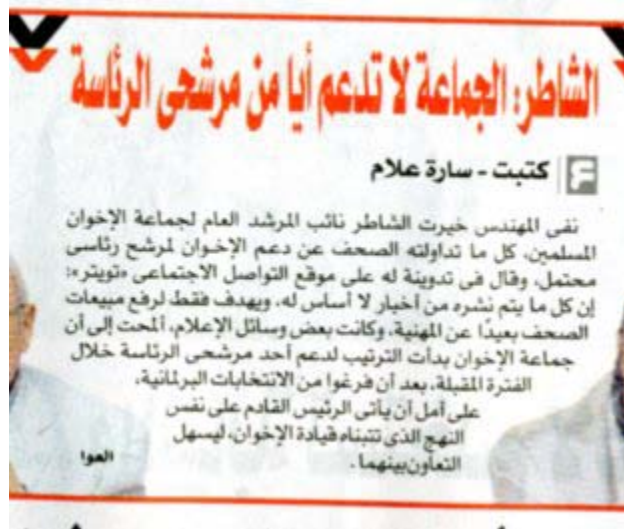 الشاطر: الجماعة لا تدعم أيا من مرشحى الرئاسة
كتبت - سارة علام
نفى المهندس خيرت الشاطر نائب المرشد العام لجماعة الإخوان
المسلمين، كل ما تداولته الصحف عن دعم الإخوان لمرشح رئاسى
محتمل، وقال فى تدوينة له على موقع التواصل الاجتماعى «تويتر»:
إن كل ما يتم نشره من أخبار لا أساس له، ويهدف فقط لرفع مبيعات
الصحف بعيدًا عن المهنية. وكانت بعض وسائل الإعلام، ألمحت إلى أن
جماعة الإخوان بدأت الترتيب لدعم أحد مرشحى الرئاسة خلال
الفترة المقبلة، بعد أن فرغوا من الانتخابات البرلمانية،
على أمل أن يأتى الرئيس القادم على نفس
النهج الذى تتبناه قيادة الإخوان، ليسهل
التعاون بينهما.
العوا